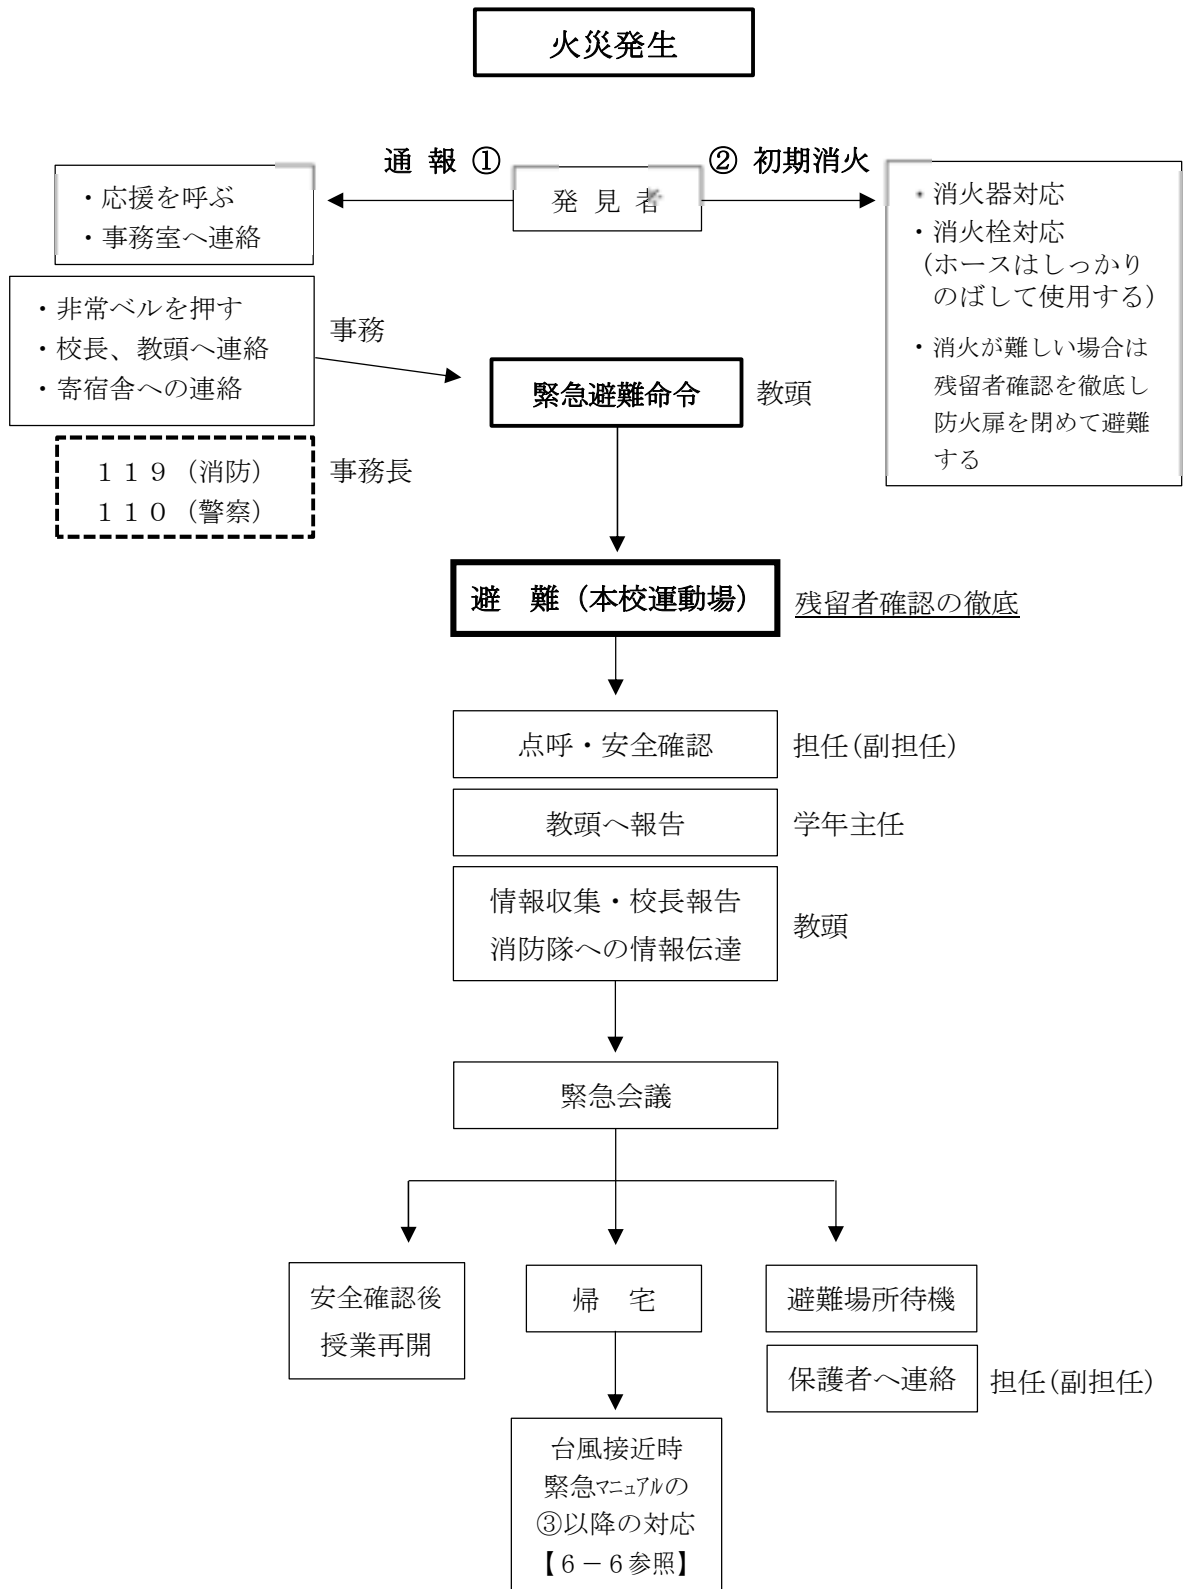 火災発生
通 報 ①
② 初期消火
・応援を呼ぶ
・事務室へ連絡
発 見 者
・消火器対応
・消火栓対応
(ホースはしっかり
のばして使用する)
・消火が難しい場合は
残留者確認を徹底し
防火扉を閉めて避難
する
・非常ベルを押す
・校長、教頭へ連絡
・寄宿舎への連絡
事務
緊急避難命令
教頭
119(消防)
110(警察)
事務長
避 難(本校運動場)
残留者確認の徹底
点呼・安全確認
担任(副担任)
教頭へ報告
学年主任
情報収集・校長報告
消防隊への情報伝達
教頭
緊急会議
安全確認後
授業再開
帰 宅
避難場所待機
保護者へ連絡
担任(副担任)
台風接近時
緊急マニュアルの
③以降の対応
【6-6参照】